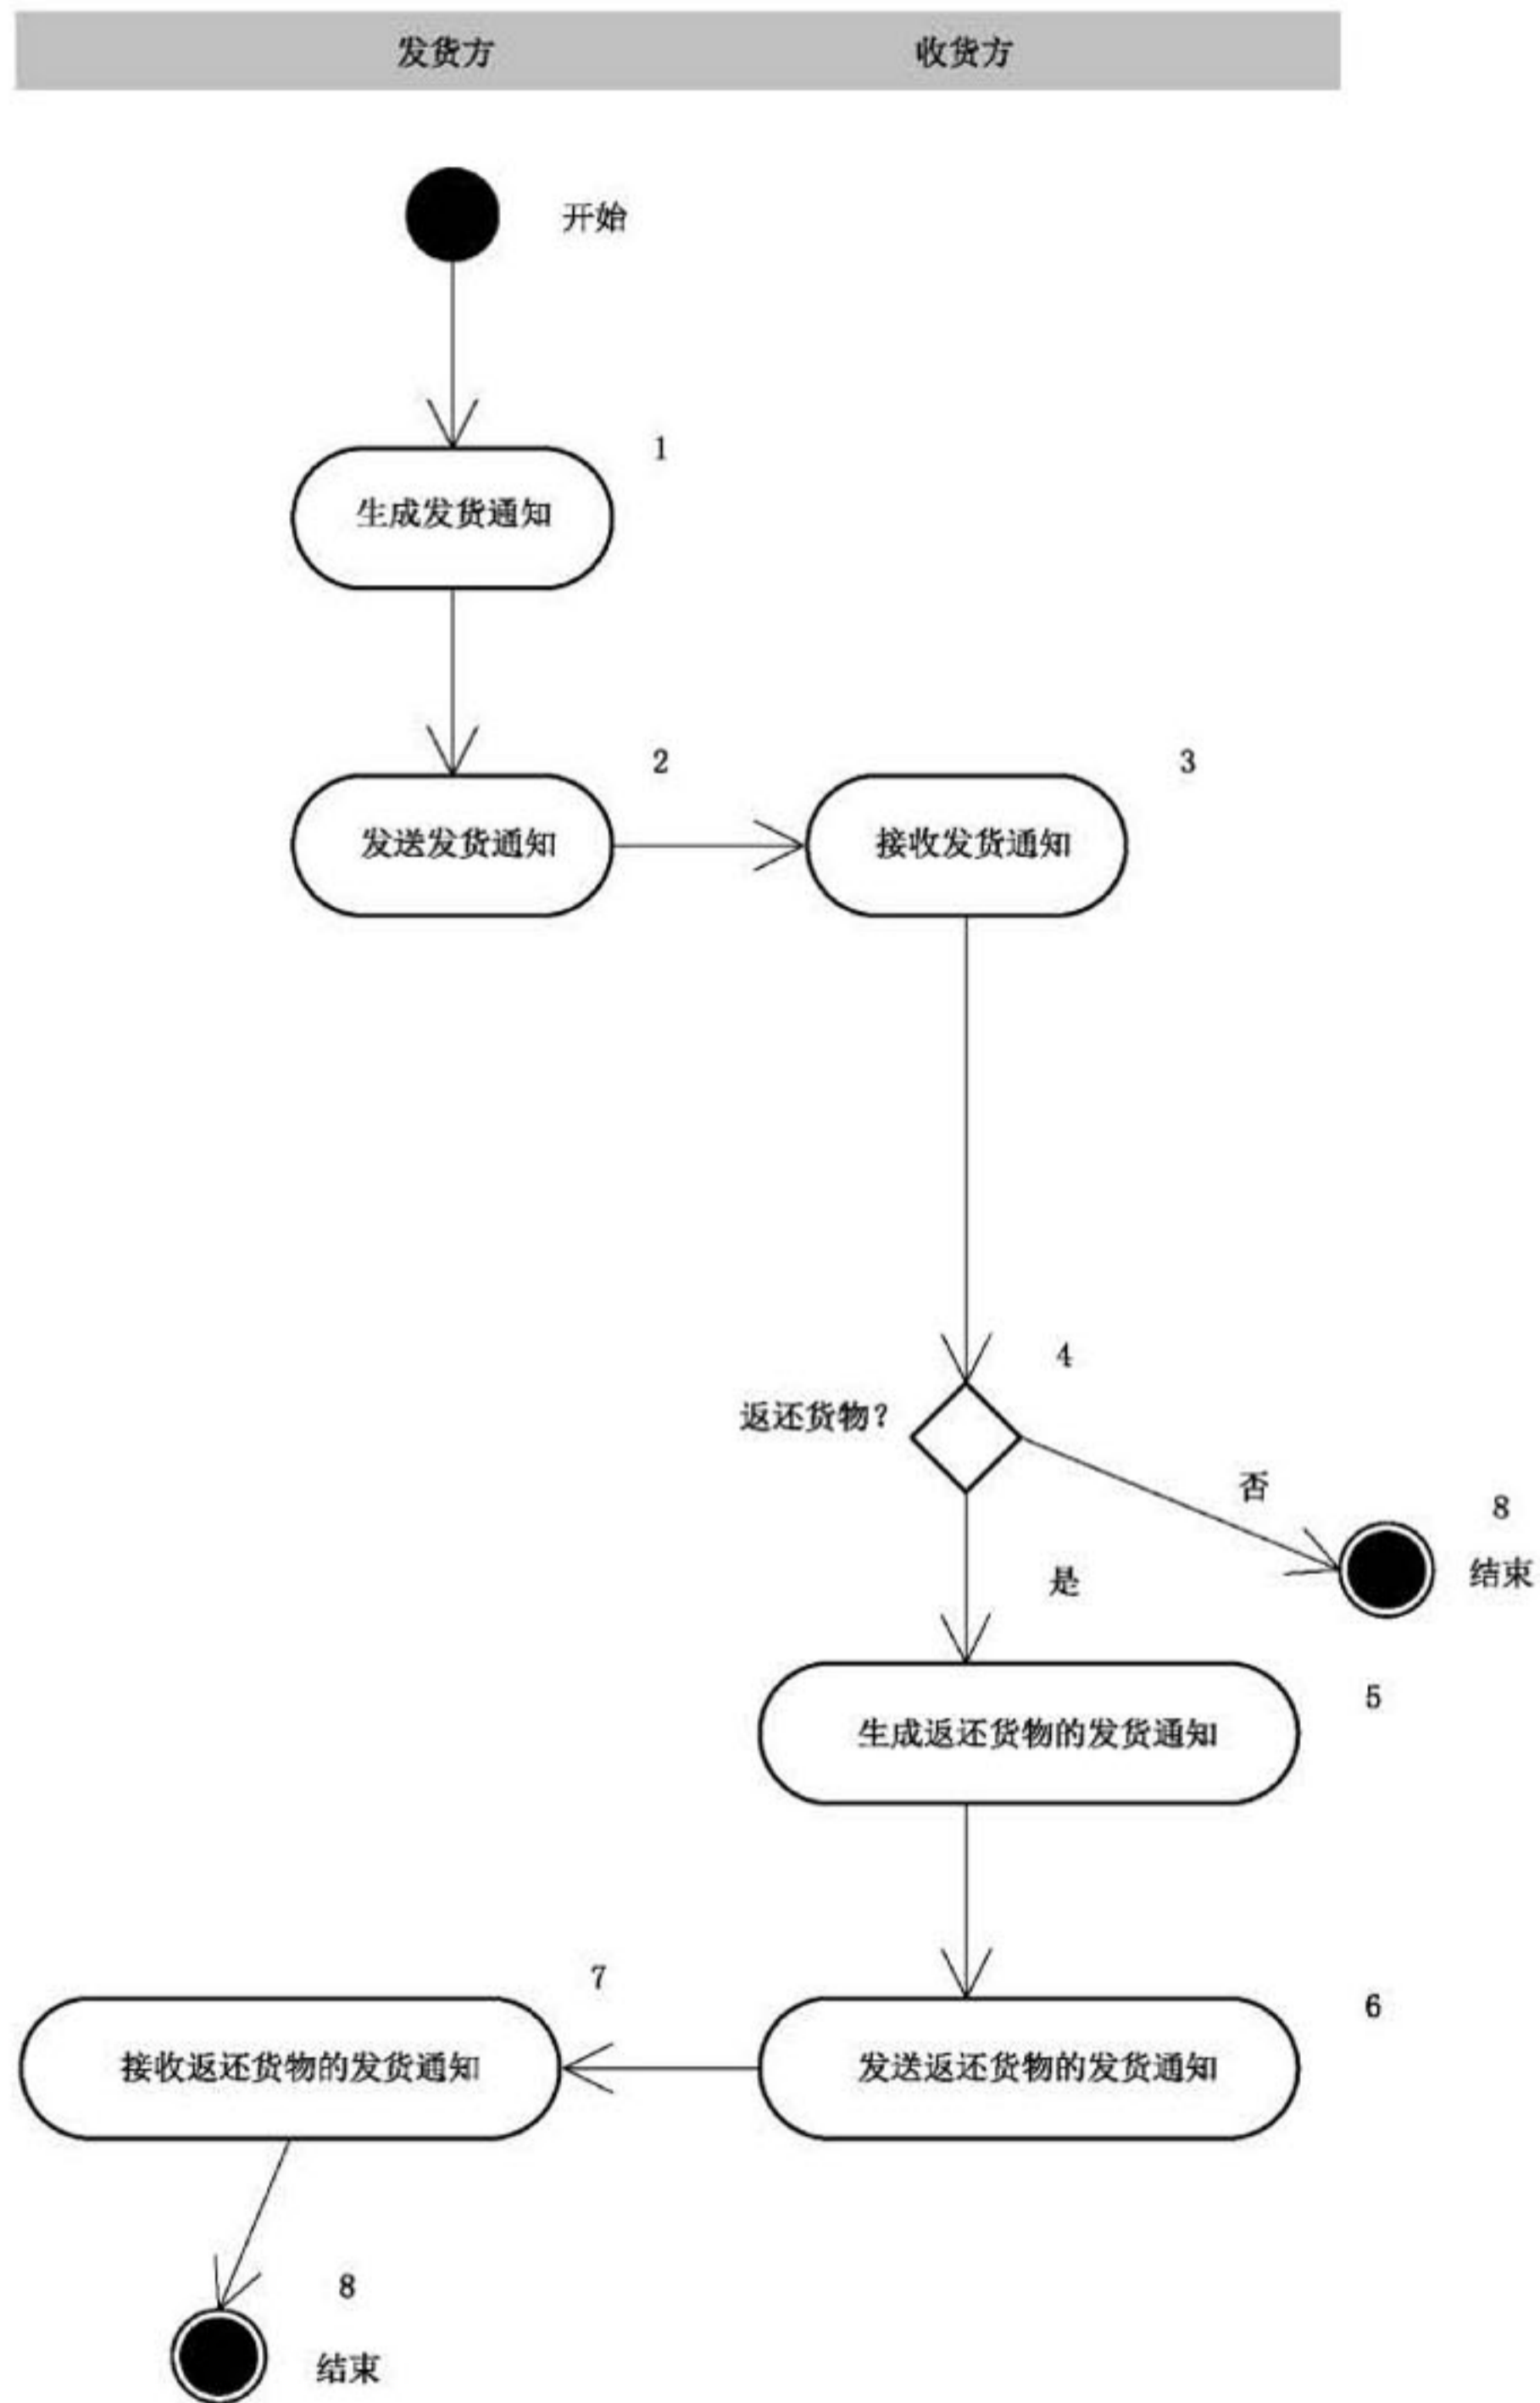 发货方 收货方
开始
1
生成发货通知
2
3
发送发货通知
接收发货通知
4
返还货物？
否
8
结束
是
5
生成返还货物的发货通知
7
6
接收返还货物的发货通知
发送返还货物的发货通知
8
结束